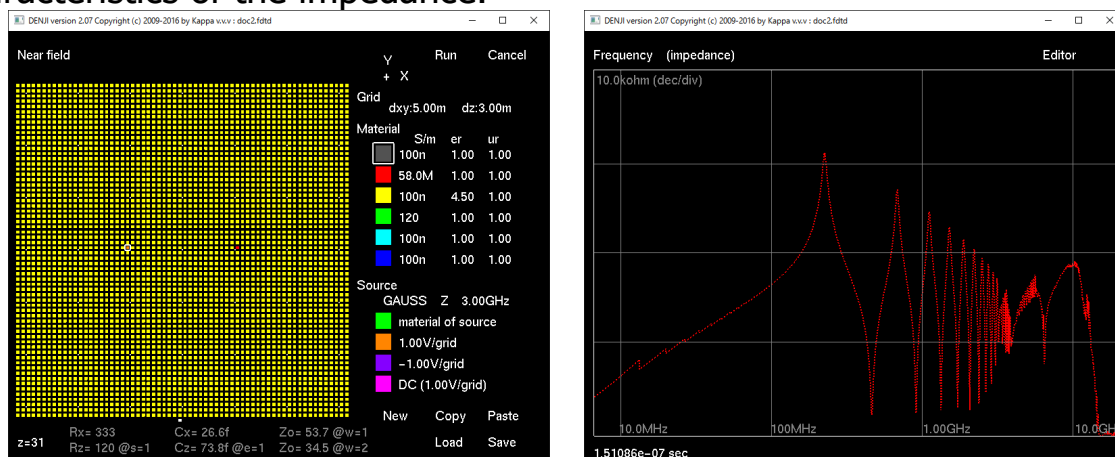 aracteristics of the impedance.
DENJI version 2.07 Copyright (c) 2009-2016 by Kappa v.v.v : doc2.fdtd
Near field
Y
Run
Cancel
+ X
Grid
dxy:5.00m dz:3.00m
Material
S/m er ur
100n 1.00 1.00
58.0M 1.00 1.00
100n 4.50 1.00
120 1.00 1.00
100n 1.00 1.00
100n 1.00 1.00
Source
GAUSS Z 3.00GHz
material of source
1.00V/grid
-1.00V/grid
DC (1.00V/grid)
New Copy Paste
Load Save
z=31
Rx= 333 Cx= 26.6f Zo= 53.7 @w=1
Rz= 120 @s=1 Cz= 73.8f @e=1 Zo= 34.5 @w=2
DENJI version 2.07 Copyright (c) 2009-2016 by Kappa v.v.v : doc2.fdtd
Frequency (impedance)
Editor
10.0kohm (dec/div)
10.0MHz 100MHz 1.00GHz 10.0GH
1.51086e-07 sec